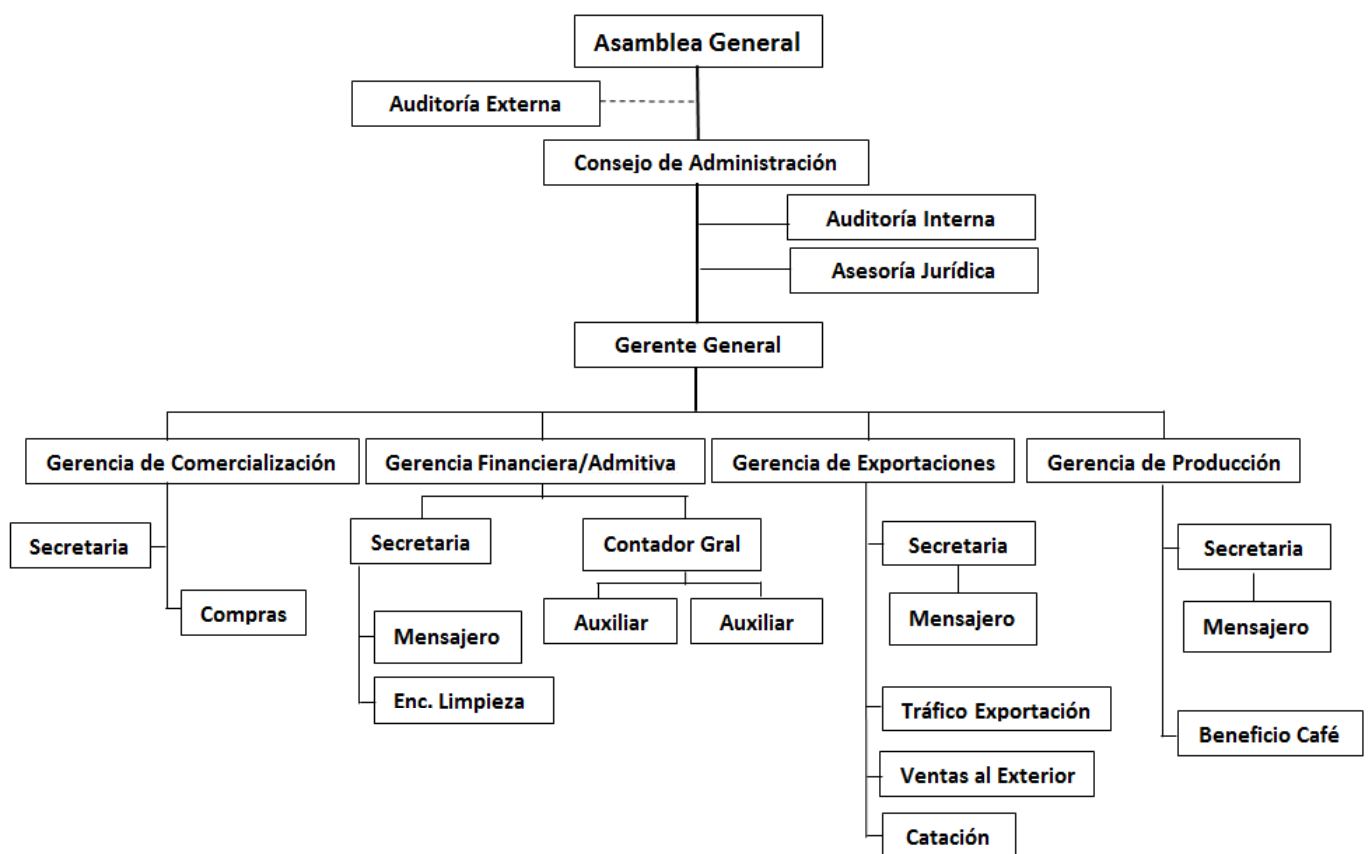 Asamblea General
Auditoría Externa
Consejo de Administración
Auditoría Interna
Asesoría Jurídica
Gerente General
Gerencia de Comercialización
Gerencia Financiera/Admitiva
Gerencia de Exportaciones
Gerencia de Producción
Secretaria
Compras
Secretaria
Contador Gral
Mensajero
Enc. Limpieza
Auxiliar
Auxiliar
Secretaria
Mensajero
Tráfico Exportación
Ventas al Exterior
Catación
Secretaria
Mensajero
Beneficio Café